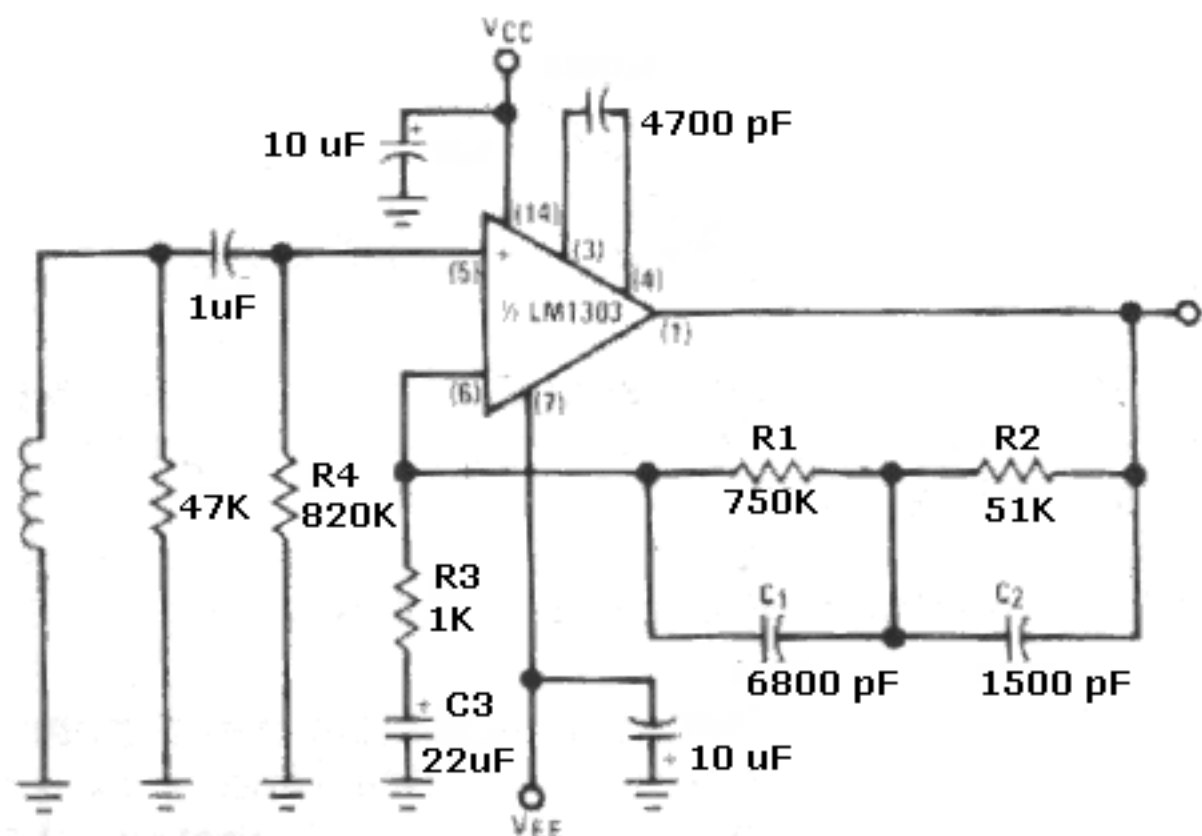 VCC
10 uF
4700 pF
(14)
(3)
(4)
+
(5)
1uF
½ LM1303
(1)
(6)
-
(7)
R1
R2
R4
47K
820K
750K
51K
R3
1K
C1
C2
6800 pF
1500 pF
+
C3
22uF
+
10 uF
VEE